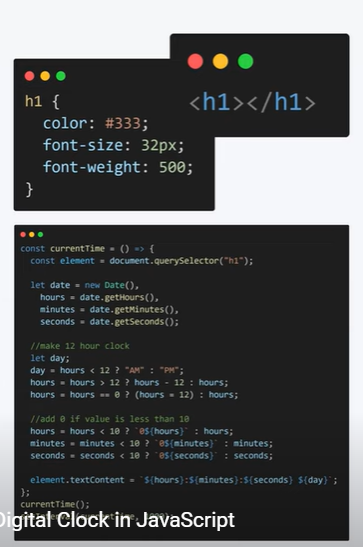 h1 {
  color: #333;
  font-size: 32px;
  font-weight: 500;
}
<h1></h1>
const currentTime = () => {
  const element = document.querySelector("h1");

  let date = new Date(),
    hours = date.getHours(),
    minutes = date.getMinutes(),
    seconds = date.getSeconds();

  //make 12 hour clock
  let day;
  day = hours < 12 ? "AM" : "PM";
  hours = hours > 12 ? hours - 12 : hours;
  hours = hours == 0 ? (hours = 12) : hours;

  //add 0 if value is less than 10
  hours = hours < 10 ? `0${hours}` : hours;
  minutes = minutes < 10 ? `0${minutes}` : minutes;
  seconds = seconds < 10 ? `0${seconds}` : seconds;

  element.textContent = `${hours}:${minutes}:${seconds} ${day}`;
};
currentTime();
Digital Clock in JavaScript